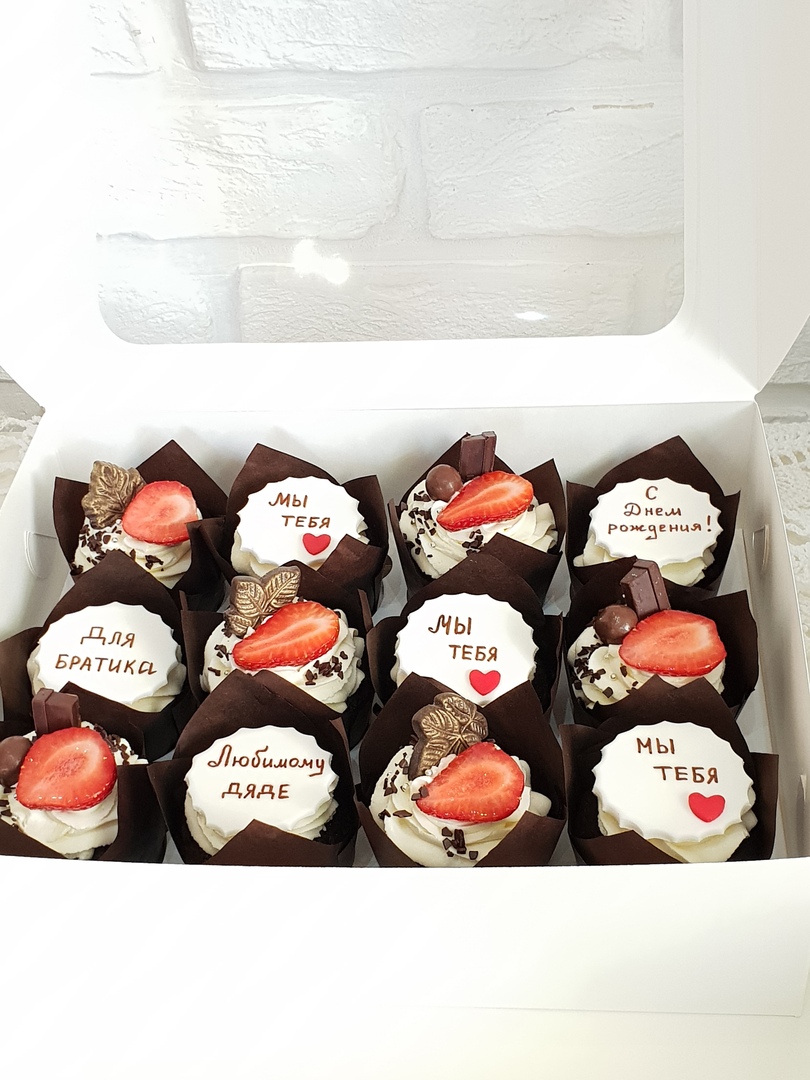 Мы
ТЕБЯ
С
Днем
рождения!
Для
БРАТИКА
МЫ
ТЕБЯ
Любимому
ДЯДЕ
МЫ
ТЕБЯ